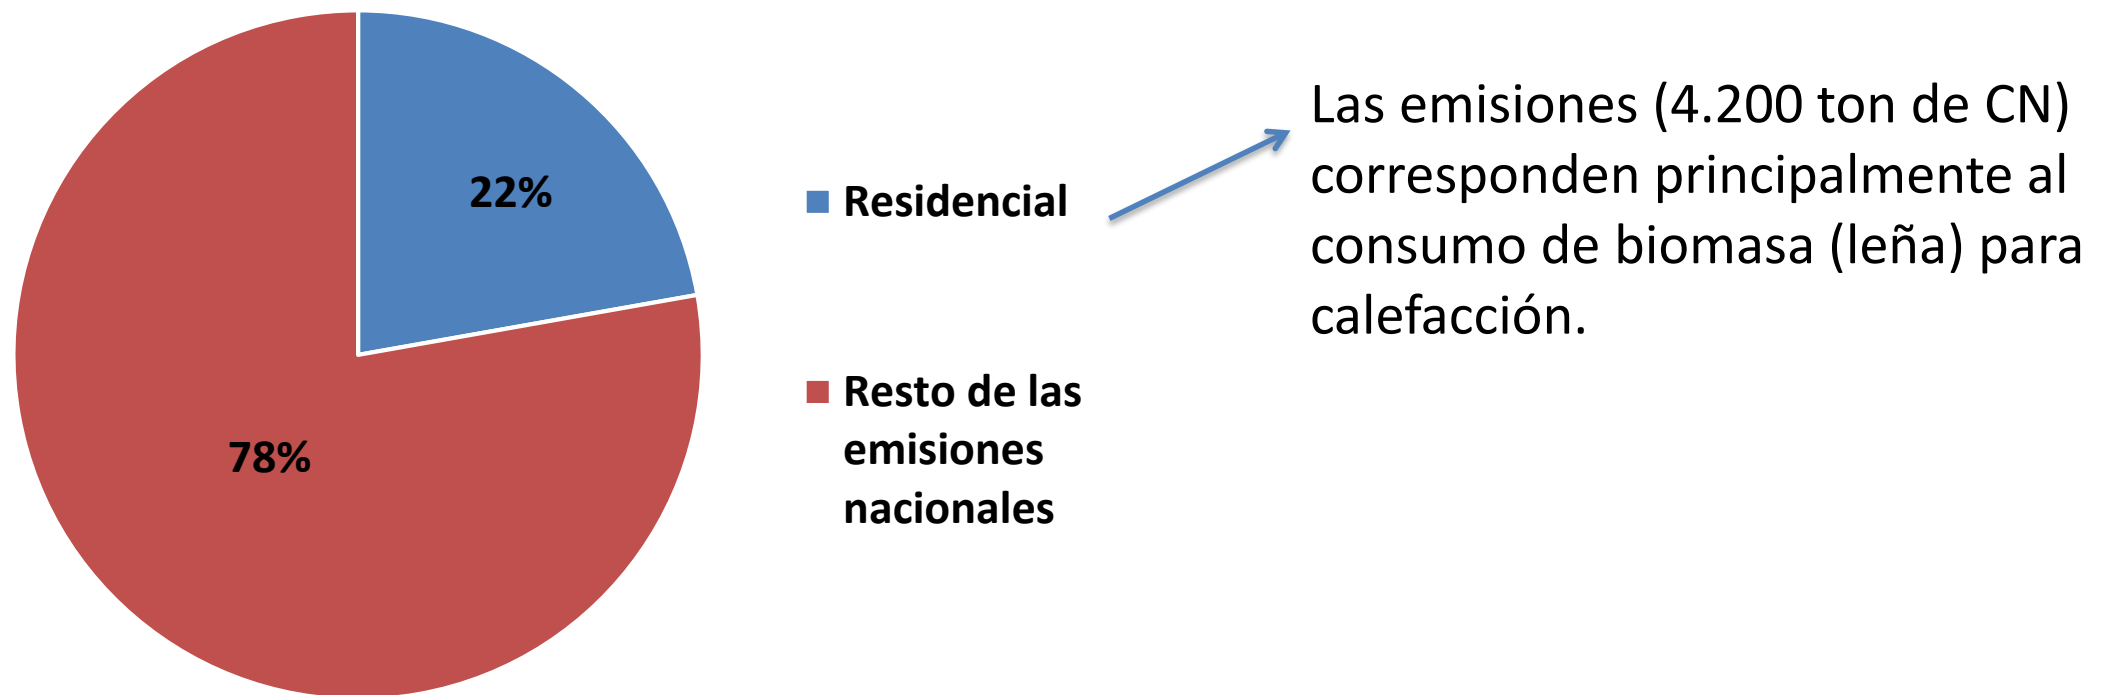 22%
78%
Residencial
Resto de las
emisiones
nacionales
Las emisiones (4.200 ton de CN)
corresponden principalmente al
consumo de biomasa (leña) para
calefacción.